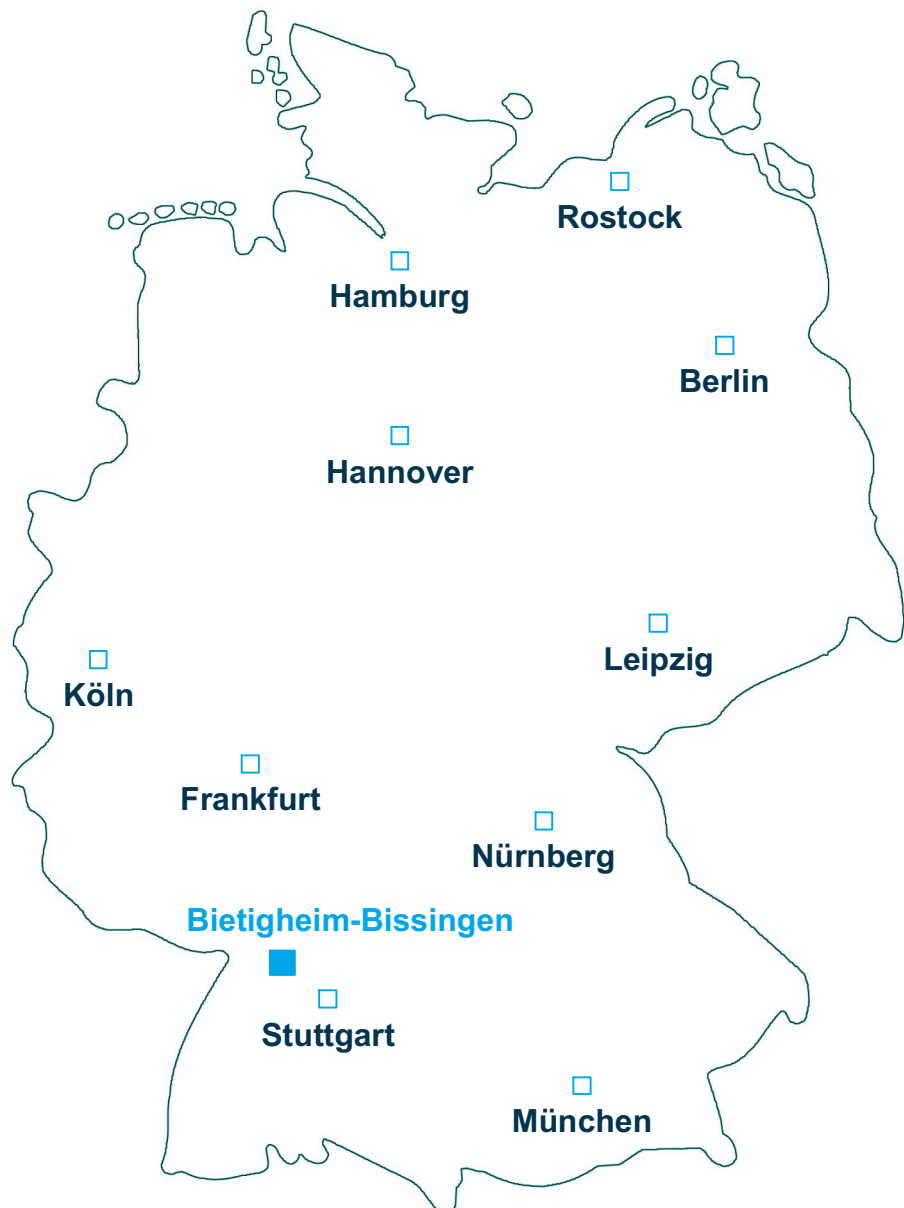 Rostock
Hamburg
Berlin
Hannover
Leipzig
Köln
Frankfurt
Nürnberg
Bietigheim-Bissingen
Stuttgart
München